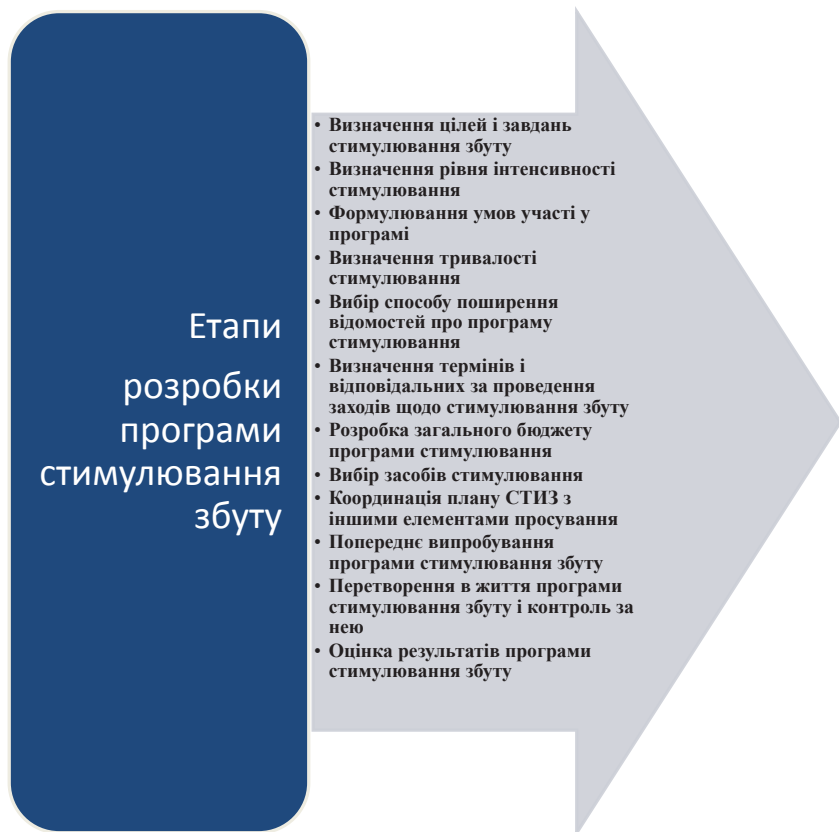 Етапи
розробки
програми
стимулювання
збуту
• Визначення цілей і завдань
стимулювання збуту
• Визначення рівня інтенсивності
стимулювання
• Формулювання умов участі у
програмі
• Визначення тривалості
стимулювання
• Вибір способу поширення
відомостей про програму
стимулювання
• Визначення термінів і
відповідальних за проведення
заходів щодо стимулювання збуту
• Розробка загального бюджету
програми стимулювання
• Вибір засобів стимулювання
• Координація плану СТИЗ з
іншими елементами просування
• Попереднє випробування
програми стимулювання збуту
• Перетворення в життя програми
стимулювання збуту і контроль за
нею
• Оцінка результатів програми
стимулювання збуту